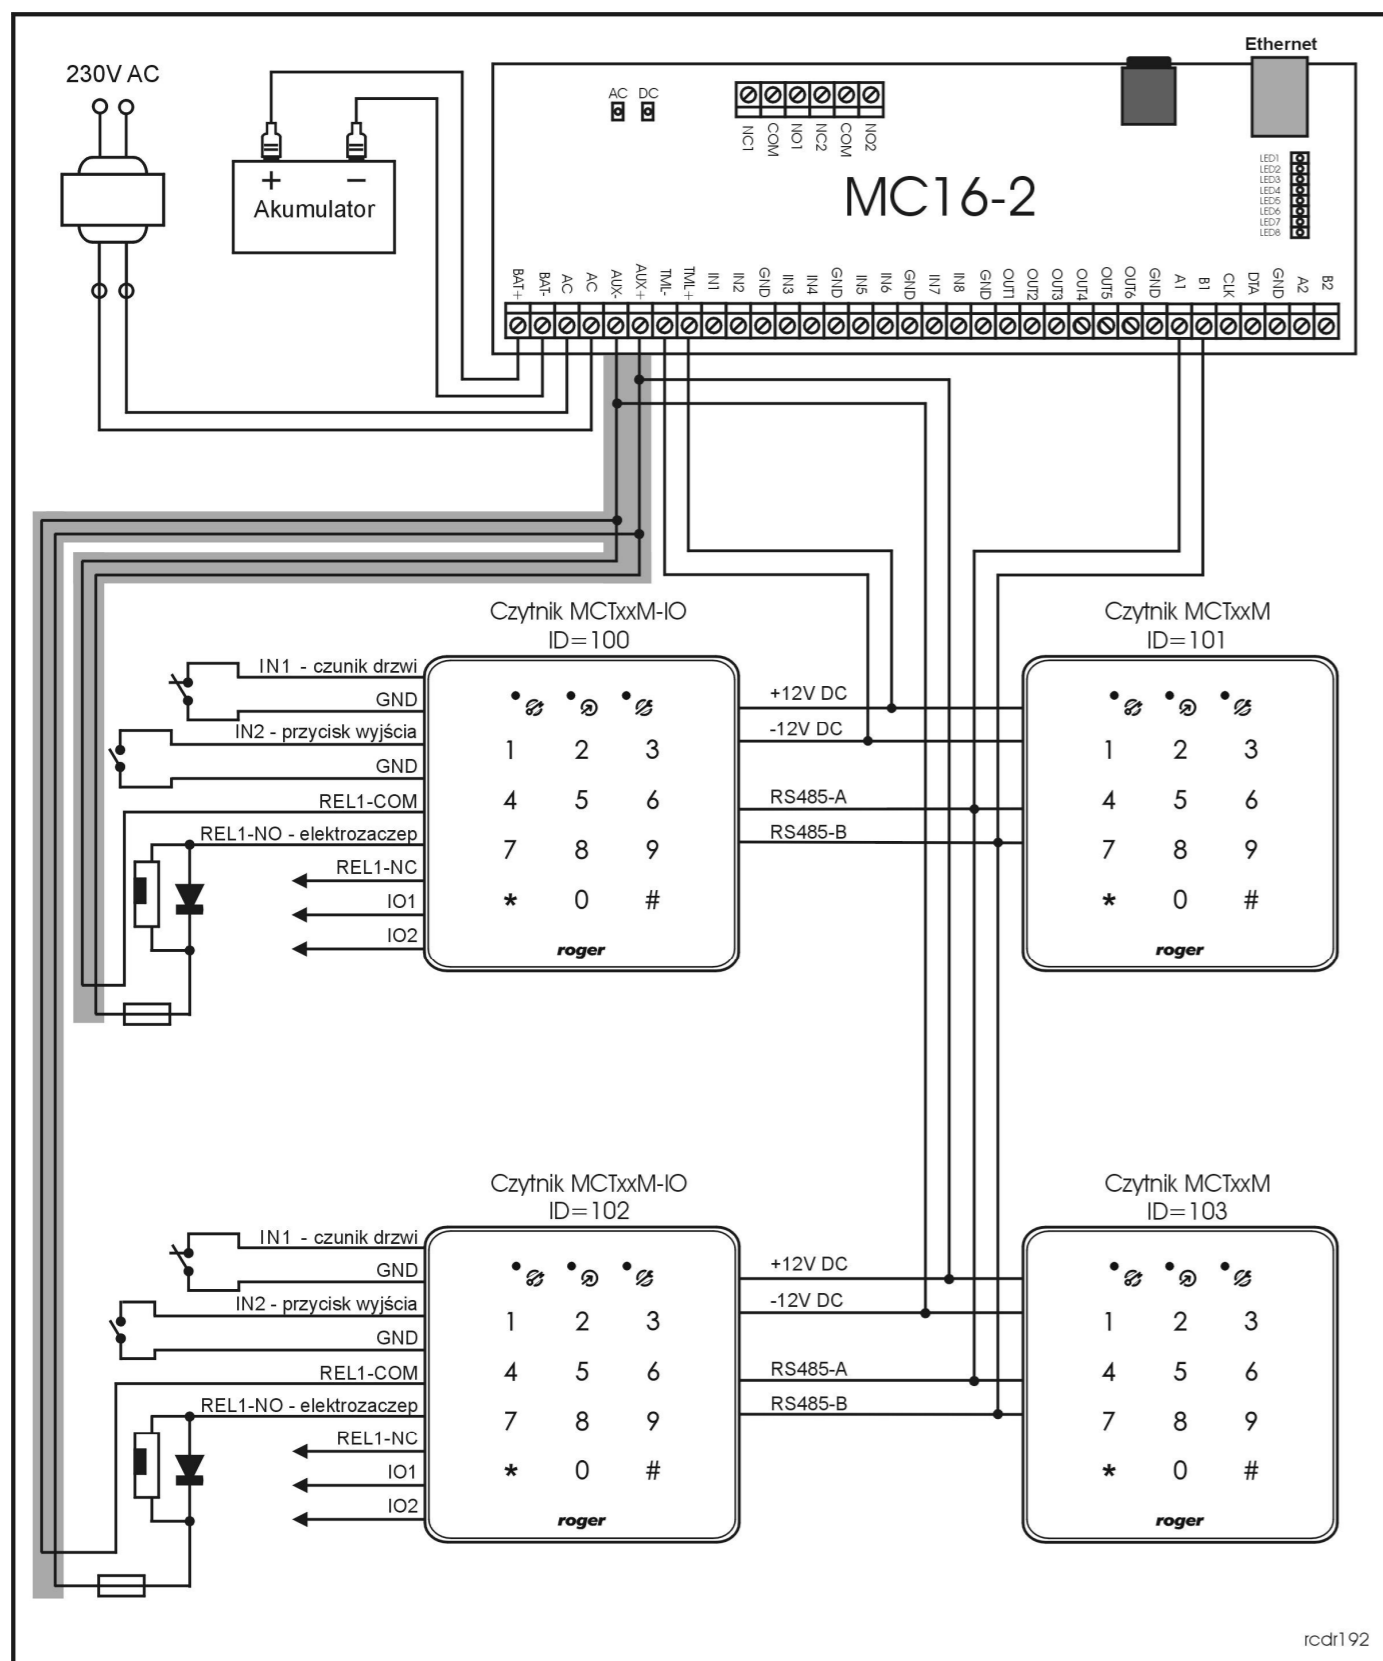 Ethernet
230V AC
AC DC
NC1 COM NO1 NC2 COM NO2
LED1
LED2
LED3
LED4
LED5
LED6
LED7
LED8
MC16-2
+ −
Akumulator
BAT+ BAT- AC AC AUX- AUX+ TML- TML+ IN1 IN2 GND IN3 IN4 GND IN5 IN6 GND IN7 IN8 GND OUT1 OUT2 OUT3 OUT4 OUT5 OUT6 GND A1 B1 CLK DTA GND A2 B2
Czytnik MCTxxM-IO
ID=100
IN1 - czunik drzwi
GND
IN2 - przycisk wyjścia
GND
REL1-COM
REL1-NO - elektrozaczep
REL1-NC
IO1
IO2
1 2 3
4 5 6
7 8 9
* 0 #
roger
+12V DC
-12V DC
RS485-A
RS485-B
Czytnik MCTxxM
ID=101
1 2 3
4 5 6
7 8 9
* 0 #
roger
Czytnik MCTxxM-IO
ID=102
IN1 - czunik drzwi
GND
IN2 - przycisk wyjścia
GND
REL1-COM
REL1-NO - elektrozaczep
REL1-NC
IO1
IO2
1 2 3
4 5 6
7 8 9
* 0 #
roger
+12V DC
-12V DC
RS485-A
RS485-B
Czytnik MCTxxM
ID=103
1 2 3
4 5 6
7 8 9
* 0 #
roger
rcdr192